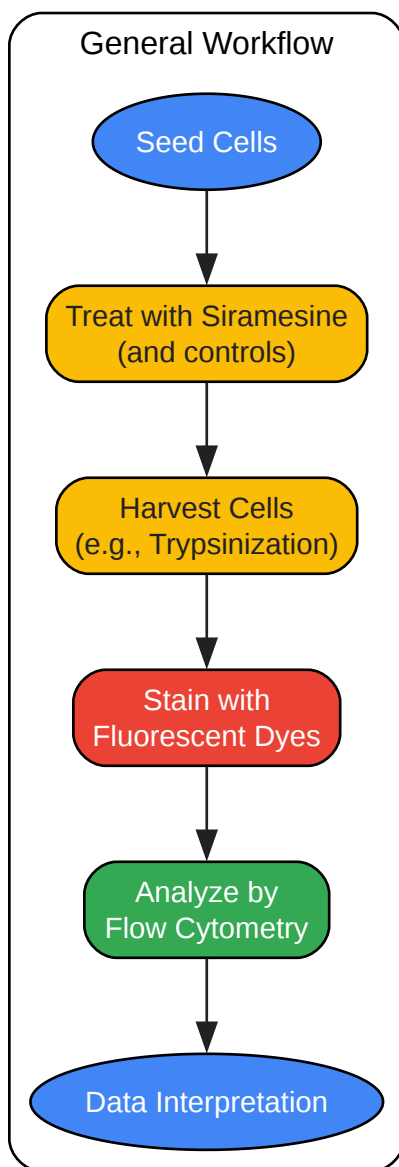 General Workflow
Seed Cells
Treat with Siramesine
(and controls)
Harvest Cells
(e.g., Trypsinization)
Stain with
Fluorescent Dyes
Analyze by
Flow Cytometry
Data Interpretation